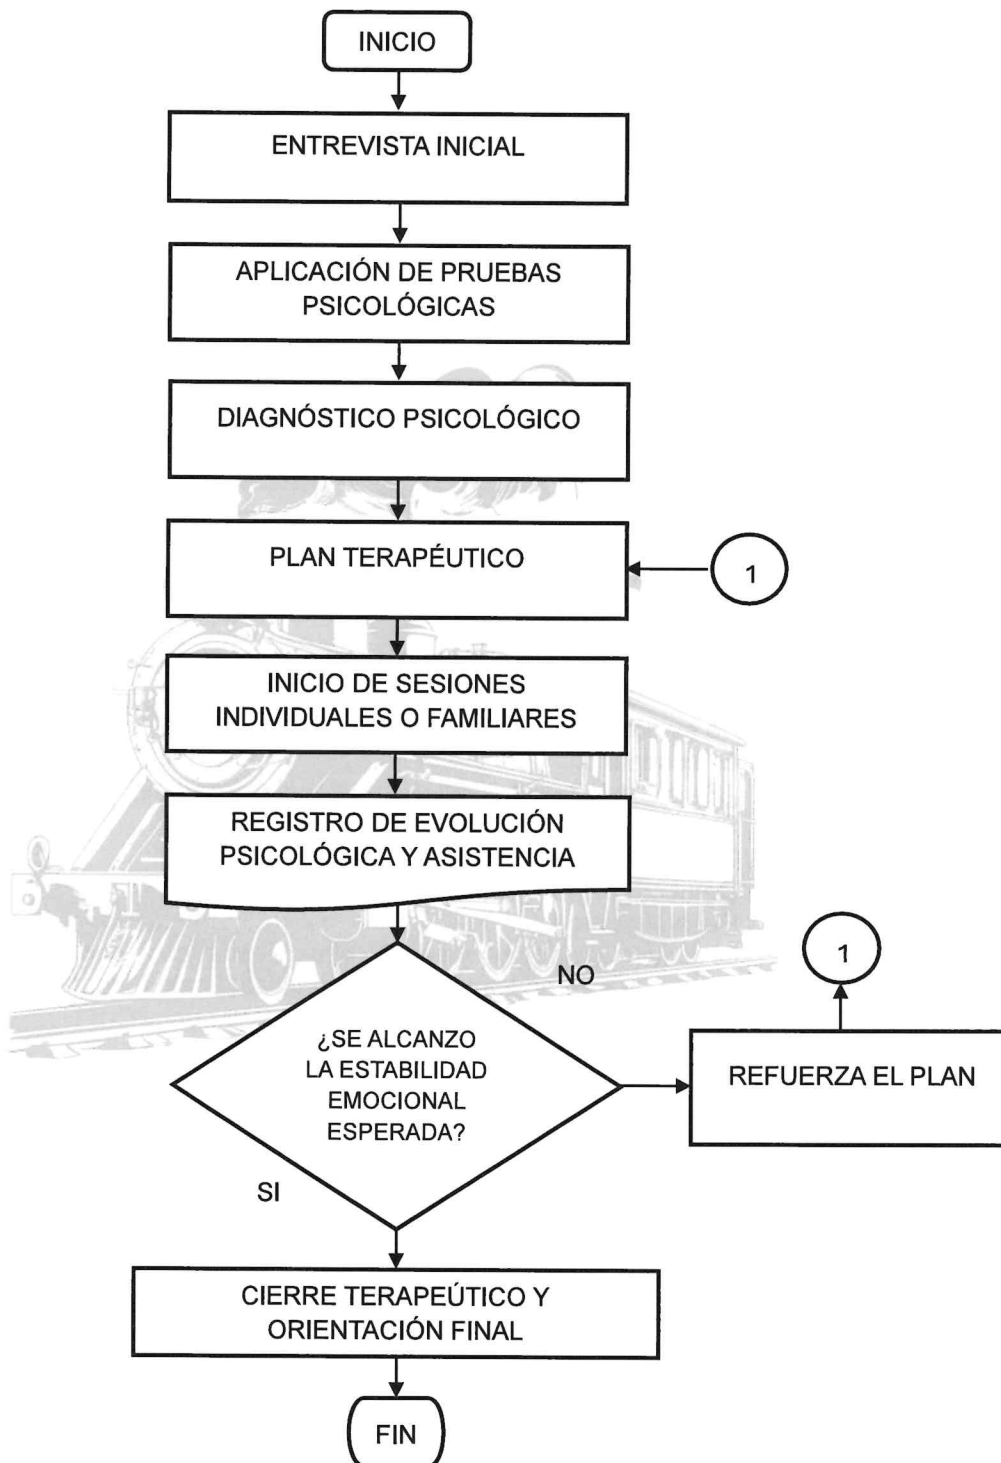 INICIO
ENTREVISTA INICIAL
APLICACIÓN DE PRUEBAS
PSICOLÓGICAS
DIAGNÓSTICO PSICOLÓGICO
PLAN TERAPÉUTICO
1
INICIO DE SESIONES
INDIVIDUALES O FAMILIARES
REGISTRO DE EVOLUCIÓN
PSICOLÓGICA Y ASISTENCIA
1
NO
¿SE ALCANZO
LA ESTABILIDAD
EMOCIONAL
ESPERADA?
REFUERZA EL PLAN
SI
CIERRE TERAPEÚTICO Y
ORIENTACIÓN FINAL
FIN